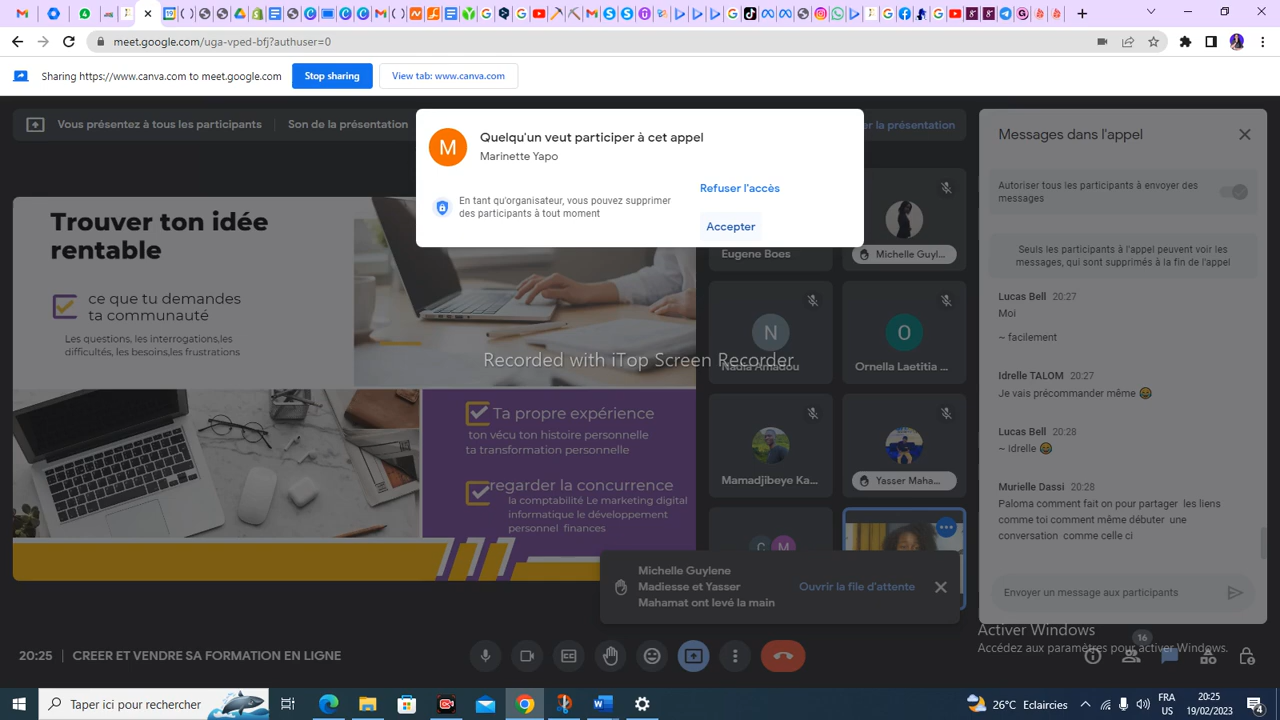 meet.google.com/uga-vped-bfj?authuser=0
Sharing https://www.canva.com to meet.google.com
Stop sharing
View tab: www.canva.com
Vous présentez à tous les participants
Son de la présentation
or la présentation
Quelqu'un veut participer à cet appel
M
Marinette Yapo
En tant qu'organisateur, vous pouvez supprimer
des participants à tout moment
Refuser l'accès
Accepter
Trouver ton idée
rentable
ce que tu demandes
ta communauté
Les questions, les interrogations,les
difficultés, les besoins,les frustrations
Ta propre expérience
ton vécu ton histoire personnelle
ta transformation personnelle
regarder la concurrence
la comptabilité Le marketing digital
informatique le développement
personnel finances
Recorded with iTop Screen Recorder
Eugene Boes
Michelle Guyl...
N
Nadia Amadou
O
Ornella Laetitia ...
Mamadjibeye Ka...
Yasser Maha...
C
M
Michelle Guylene
Madiesse et Yasser
Mahamat ont levé la main
Ouvrir la file d'attente
Messages dans l'appel
Autoriser tous les participants à envoyer des
messages
Seuls les participants à l'appel peuvent voir les
messages, qui sont supprimés à la fin de l'appel
Lucas Bell 20:27
Moi
~ facilement
Idrelle TALOM 20:27
Je vais précommander même 😂
Lucas Bell 20:28
~ Idrelle 😂
Murielle Dassi 20:28
Paloma comment fait on pour partager les liens
comme toi comment même débuter une
conversation comme celle ci
Envoyer un message aux participants
Activer Windows
Accédez aux paramètres pour activer Windows.
16
20:25
CREER ET VENDRE SA FORMATION EN LIGNE
Taper ici pour rechercher
26°C Eclaircies
FRA
US
20:25
19/02/2023
4